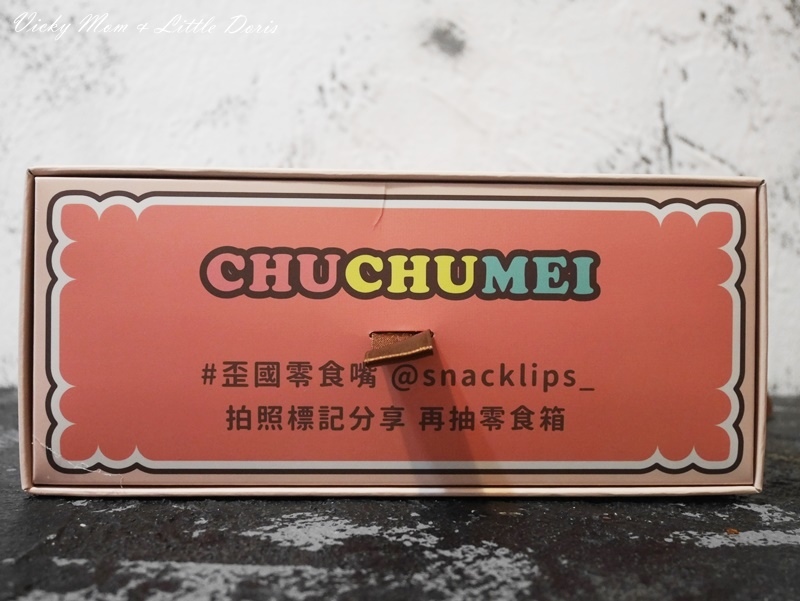 Vicky Mom & Little Doris
CHUCHUMEI
#歪國零食嘴 @snacklips_
拍照標記分享 再抽零食箱